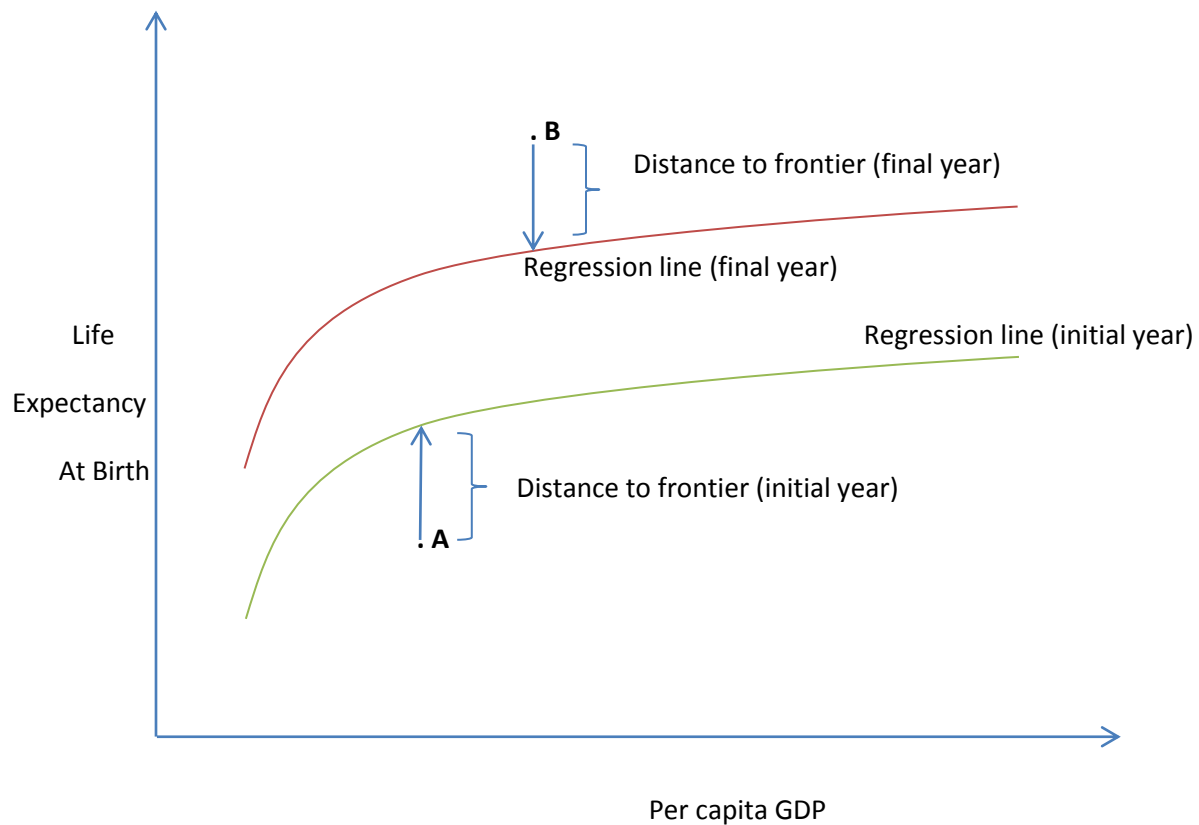 . B
Distance to frontier (final year)
Regression line (final year)
Life
Expectancy
At Birth
Regression line (initial year)
Distance to frontier (initial year)
. A
Per capita GDP